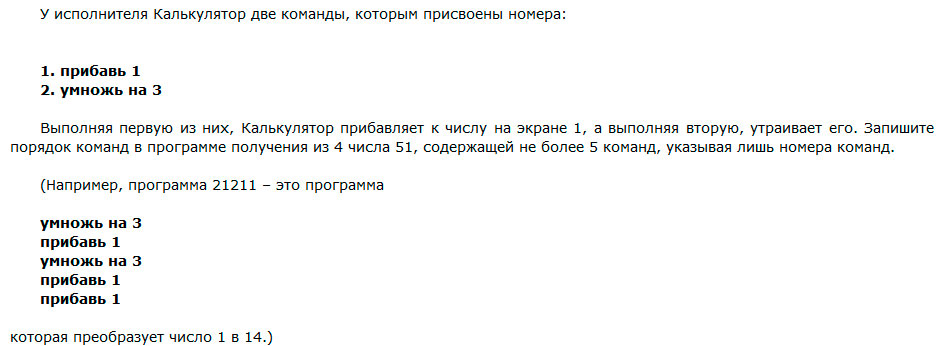 У исполнителя Калькулятор две команды, которым присвоены номера:
1. прибавь 1
2. умножь на 3
Выполняя первую из них, Калькулятор прибавляет к числу на экране 1, а выполняя вторую, утраивает его. Запишите
порядок команд в программе получения из 4 числа 51, содержащей не более 5 команд, указывая лишь номера команд.
(Например, программа 21211 – это программа
умножь на 3
прибавь 1
умножь на 3
прибавь 1
прибавь 1
которая преобразует число 1 в 14.)